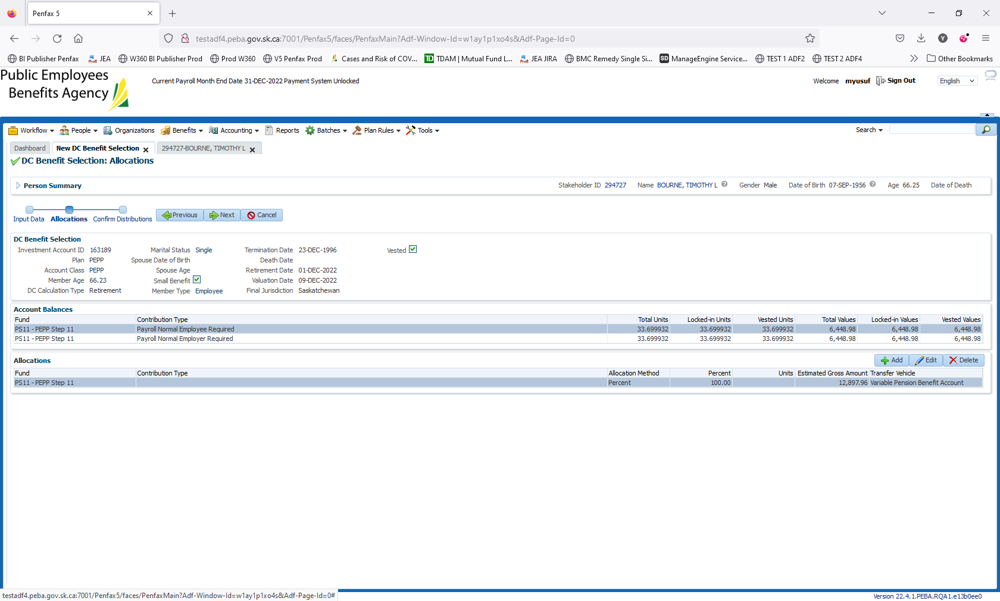 Penfax 5
testadf4.peba.gov.sk.ca:7001/Penfax5/faces/PenfaxMain?Adf-Window-Id=w1ay1p1xo4s&Adf-Page-Id=0
BI Publisher Penfax JEA W360 BI Publisher Prod Prod W360 V5 Penfax Prod Cases and Risk of COV... TDAM | Mutual Fund L... JEA JIRA BMC Remedy Single Si... ManageEngine Service... TEST 1 ADF2 TEST 2 ADF4 Other Bookmarks
Public Employees
Benefits Agency
Current Payroll Month End Date 31-DEC-2022 Payment System Unlocked
Welcome myusuf Sign Out English
Workflow People Organizations Benefits Accounting Reports Batches Plan Rules Tools Search
Dashboard New DC Benefit Selection 294727-BOURNE, TIMOTHY L
DC Benefit Selection: Allocations
Person Summary Stakeholder ID 294727 Name BOURNE, TIMOTHY L Gender Male Date of Birth 07-SEP-1956 Age 66.25 Date of Death
Input Data Allocations Confirm Distributions Previous Next Cancel
DC Benefit Selection
Investment Account ID 163189 Marital Status Single Termination Date 23-DEC-1996 Vested
Plan PEPP Spouse Date of Birth Death Date
Account Class PEPP Spouse Age Retirement Date 01-DEC-2022
Member Age 66.23 Small Benefit Valuation Date 09-DEC-2022
DC Calculation Type Retirement Member Type Employee Final Jurisdiction Saskatchewan
Account Balances
Fund Contribution Type Total Units Locked-in Units Vested Units Total Values Locked-in Values Vested Values
PS11 - PEPP Step 11 Payroll Normal Employee Required 33.699932 33.699932 33.699932 6,448.98 6,448.98 6,448.98
PS11 - PEPP Step 11 Payroll Normal Employer Required 33.699932 33.699932 33.699932 6,448.98 6,448.98 6,448.98
Allocations Add Edit Delete
Fund Contribution Type Allocation Method Percent Units Estimated Gross Amount Transfer Vehicle
PS11 - PEPP Step 11 Percent 100.00 12,897.96 Variable Pension Benefit Account
testadf4.peba.gov.sk.ca:7001/Penfax5/faces/PenfaxMain?Adf-Window-Id=w1ay1p1xo4s&Adf-Page-Id=0#
Version 22.4.1.PEBA.RQA1.e13b0ee0